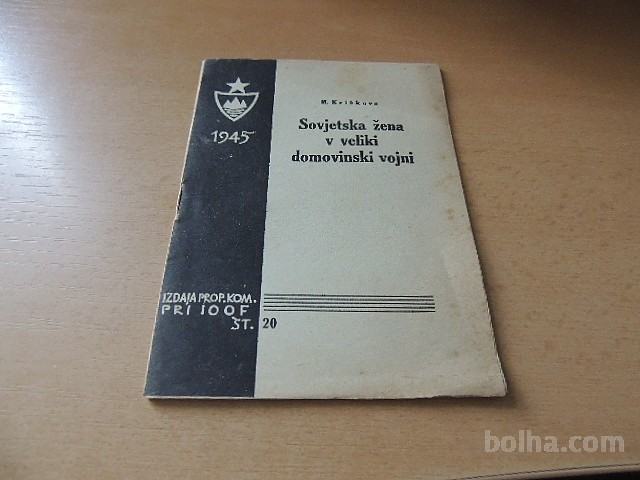 1945
M. Kriškova
Sovjetska žena
v veliki
domovinski vojni
IZDAJA PROP. KOM.
PRI IOOF
ŠT. 20
bolha.com